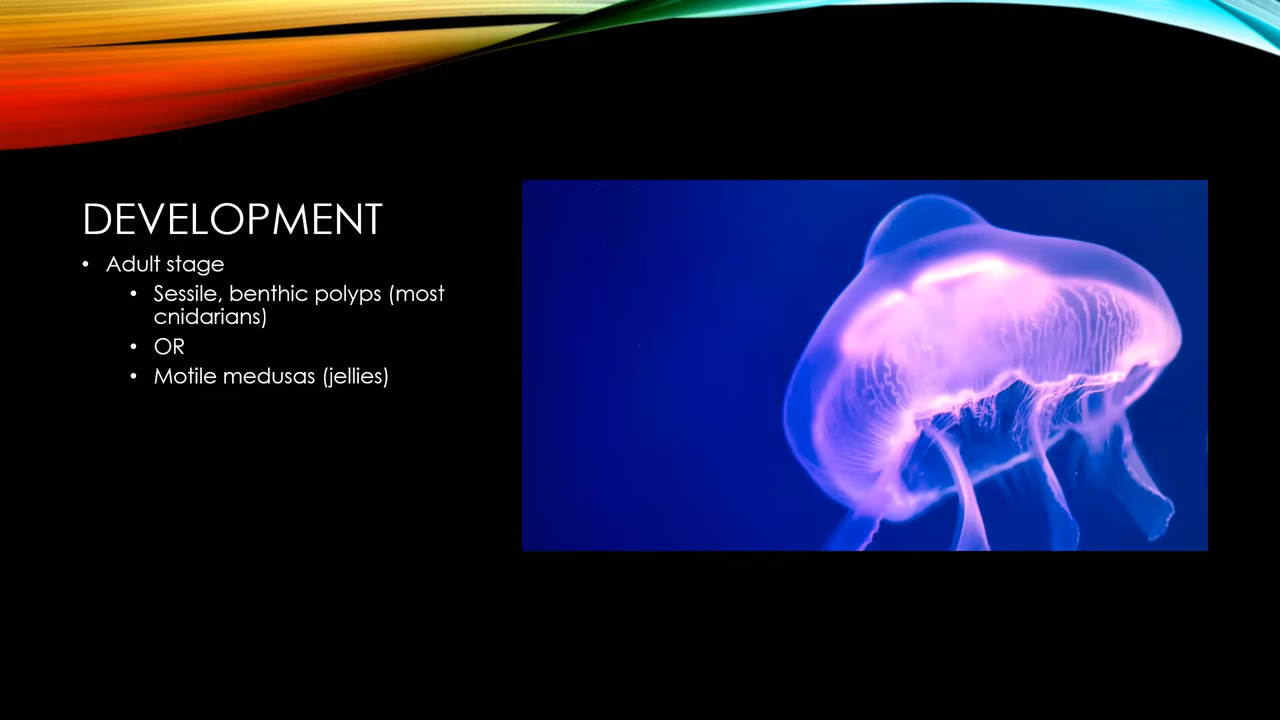 DEVELOPMENT
• Adult stage
• Sessile, benthic polyps (most
cnidarians)
• OR
• Motile medusas (jellies)